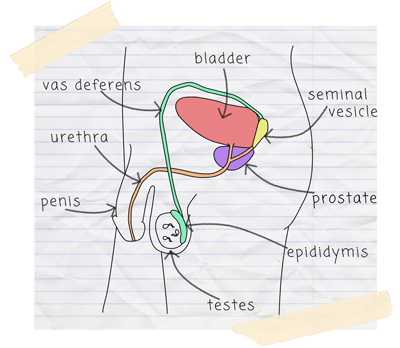 bladder
vas deferens
seminal
vesicle
urethra
penis
prostate
epididymis
testes